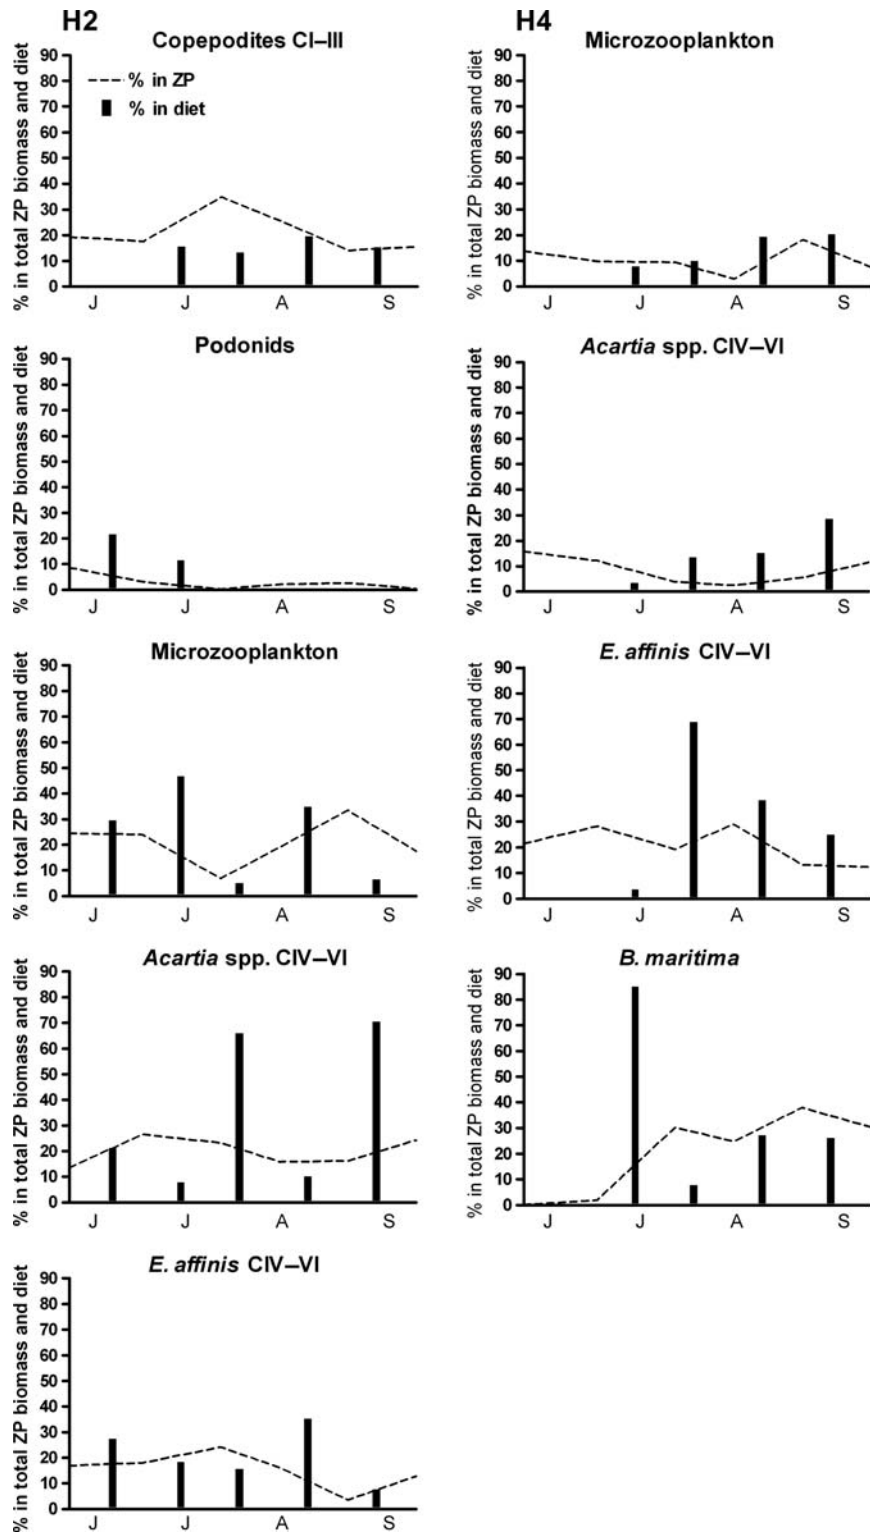 H2
Copepodites CI–III
% in total ZP biomass and diet
90
80
70
60
50
40
30
20
10
0
% in ZP
% in diet
J J A S
Podonids
% in total ZP biomass and diet
90
80
70
60
50
40
30
20
10
0
J J A S
Microzooplankton
% in total ZP biomass and diet
90
80
70
60
50
40
30
20
10
0
J J A S
Acartia spp. CIV–VI
% in total ZP biomass and diet
90
80
70
60
50
40
30
20
10
0
J J A S
E. affinis CIV–VI
% in total ZP biomass and diet
90
80
70
60
50
40
30
20
10
0
J J A S
H4
Microzooplankton
% in total ZP biomass and diet
90
80
70
60
50
40
30
20
10
0
J J A S
Acartia spp. CIV–VI
% in total ZP biomass and diet
90
80
70
60
50
40
30
20
10
0
J J A S
E. affinis CIV–VI
% in total ZP biomass and diet
90
80
70
60
50
40
30
20
10
0
J J A S
B. maritima
% in total ZP biomass and diet
90
80
70
60
50
40
30
20
10
0
J J A S